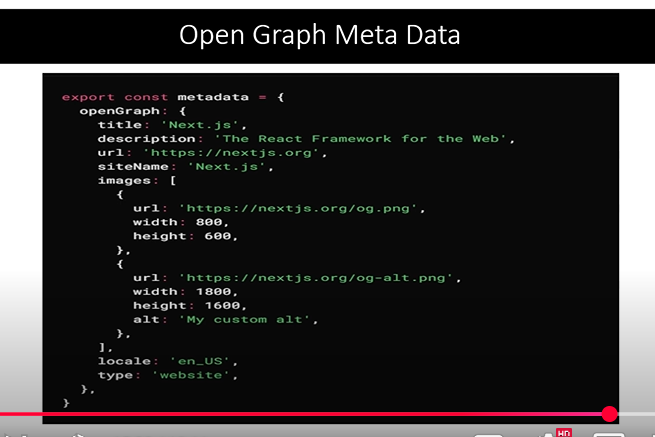 Open Graph Meta Data
export const metadata = {
openGraph: {
title: 'Next.js',
description: 'The React Framework for the Web',
url: 'https://nextjs.org',
siteName: 'Next.js',
images: [
{
url: 'https://nextjs.org/og.png',
width: 800,
height: 600,
},
{
url: 'https://nextjs.org/og-alt.png',
width: 1800,
height: 1600,
alt: 'My custom alt',
},
],
locale: 'en_US',
type: 'website',
},
}
HD